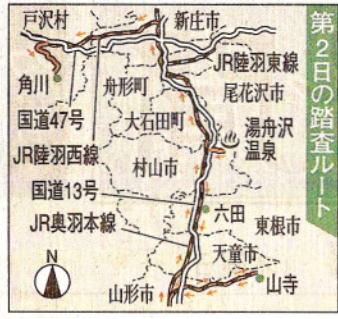 第2日の踏査ルート
戸沢村
新庄市
JR陸羽東線
角川
舟形町
尾花沢市
国道47号
大石田町
湯舟沢
温泉
JR陸羽西線
村山市
国道13号
六田
東根市
JR奥羽本線
天童市
N
山形市
山寺